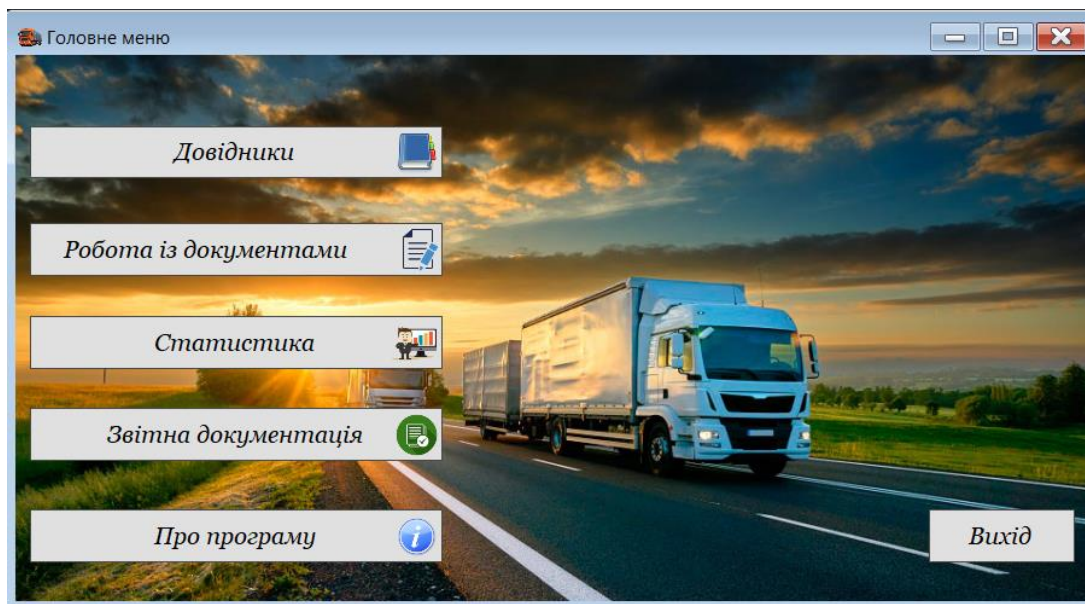 Головне меню
Довідники
Робота із документами
Статистика
Звітна документація
Про програму
Вихід